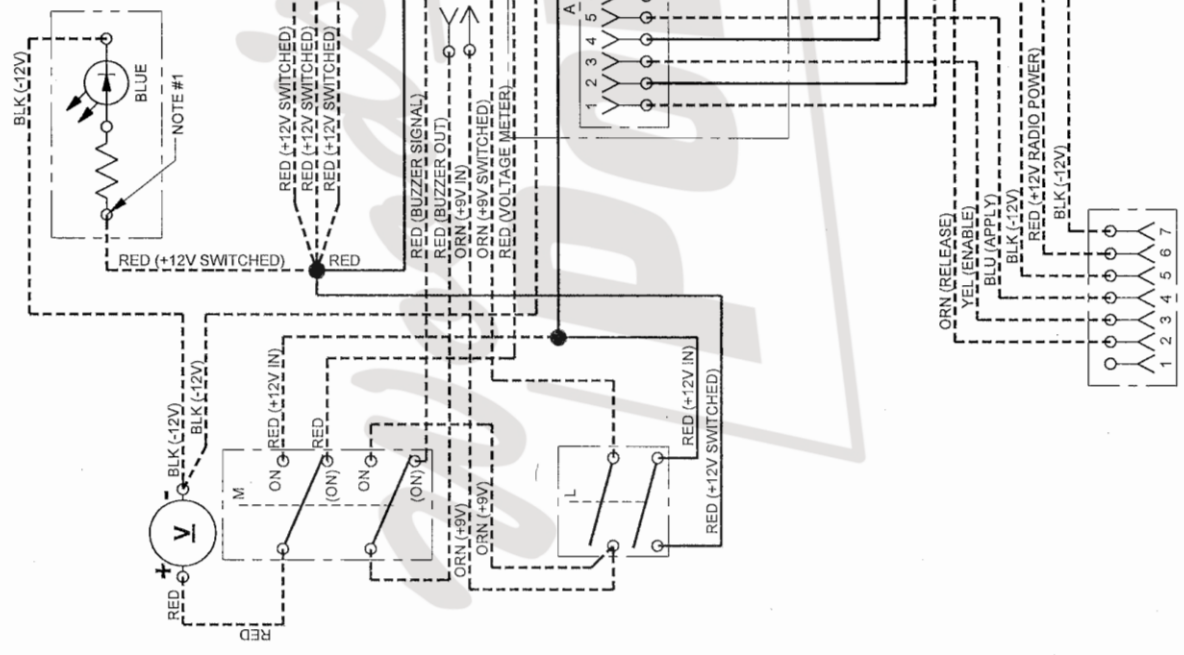 BLK (-12V)
BLUE
NOTE #1
RED (+12V SWITCHED)
RED (+12V SWITCHED)
RED (+12V SWITCHED)
RED (+12V SWITCHED)
RED
RED (BUZZER SIGNAL)
RED (BUZZER OUT)
ORN (+9V IN)
ORN (+9V SWITCHED)
RED (VOLTAGE METER)
A
5
4
3
2
1
ORN (RELEASE)
YEL (ENABLE)
BLU (APPLY)
BLK (-12V)
RED (+12V RADIO POWER)
BLK (-12V)
7
6
5
4
3
2
1
BLK (-12V)
BLK (-12V)
RED (+12V IN)
RED
M
ON
(ON)
ON
(ON)
-
V
+
RED
RED
ORN (+9V)
ORN (+9V)
L
RED (+12V IN)
RED (+12V SWITCHED)